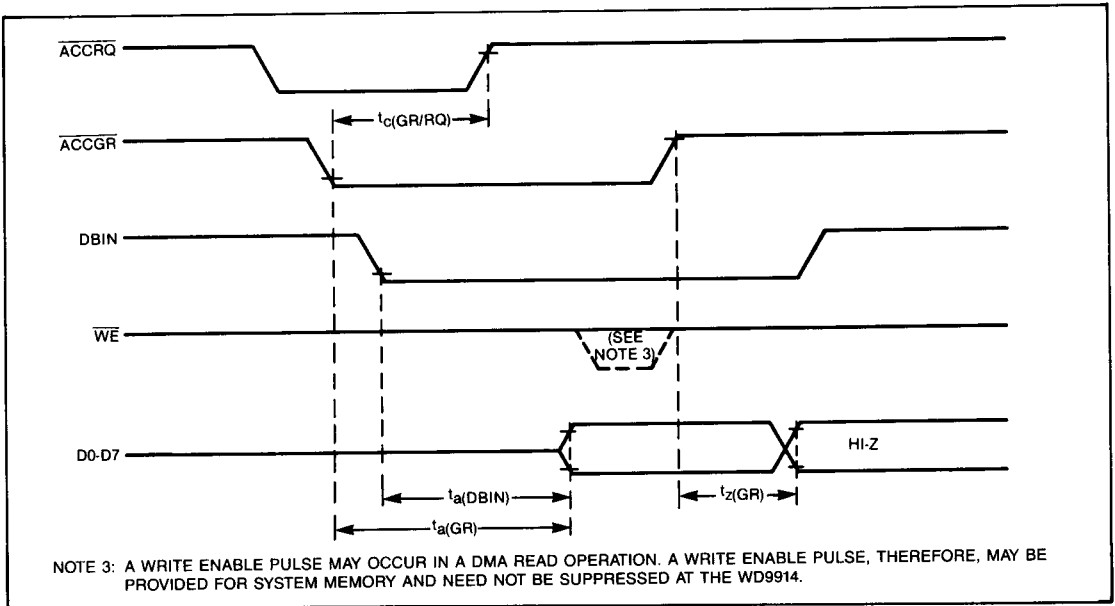 ACCRQ
tc(GR/RQ)
ACCGR
DBIN
WE
(SEE
NOTE 3)
D0-D7
HI-Z
ta(DBIN)
tz(GR)
ta(GR)
NOTE 3: A WRITE ENABLE PULSE MAY OCCUR IN A DMA READ OPERATION. A WRITE ENABLE PULSE, THEREFORE, MAY BE
PROVIDED FOR SYSTEM MEMORY AND NEED NOT BE SUPPRESSED AT THE WD9914.